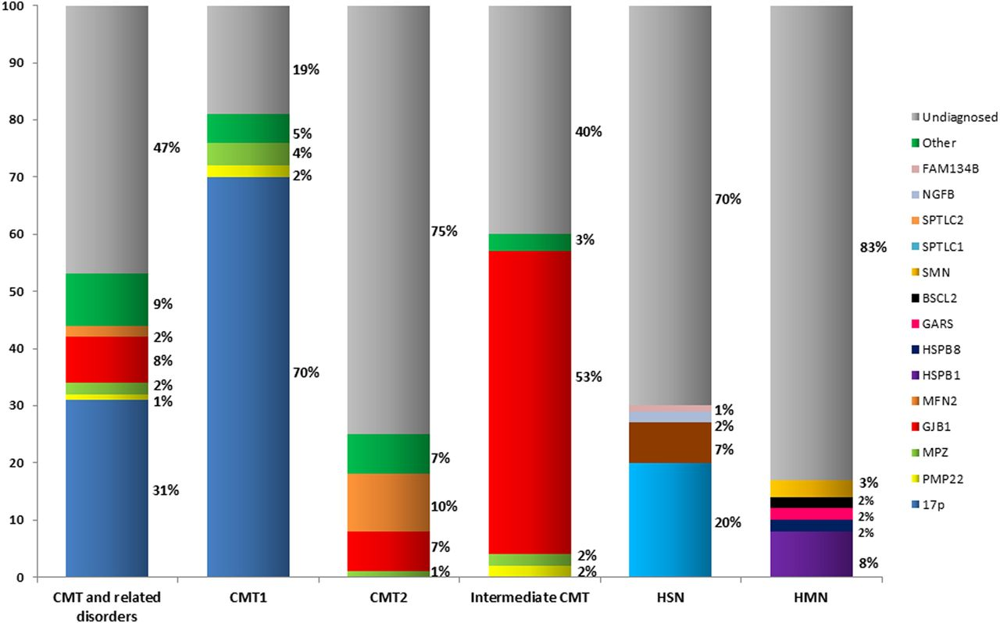 100
90
80
70
60
50
40
30
20
10
0
47%
9%
2%
8%
2%
1%
31%
19%
5%
4%
2%
70%
75%
7%
10%
7%
1%
40%
3%
53%
2%
2%
70%
1%
2%
7%
20%
83%
3%
2%
2%
2%
8%
CMT and related
disorders
CMT1
CMT2
Intermediate CMT
HSN
HMN
Undiagnosed
Other
FAM134B
NGFB
SPTLC2
SPTLC1
SMN
BSCL2
GARS
HSPB8
HSPB1
MFN2
GJB1
MPZ
PMP22
17p